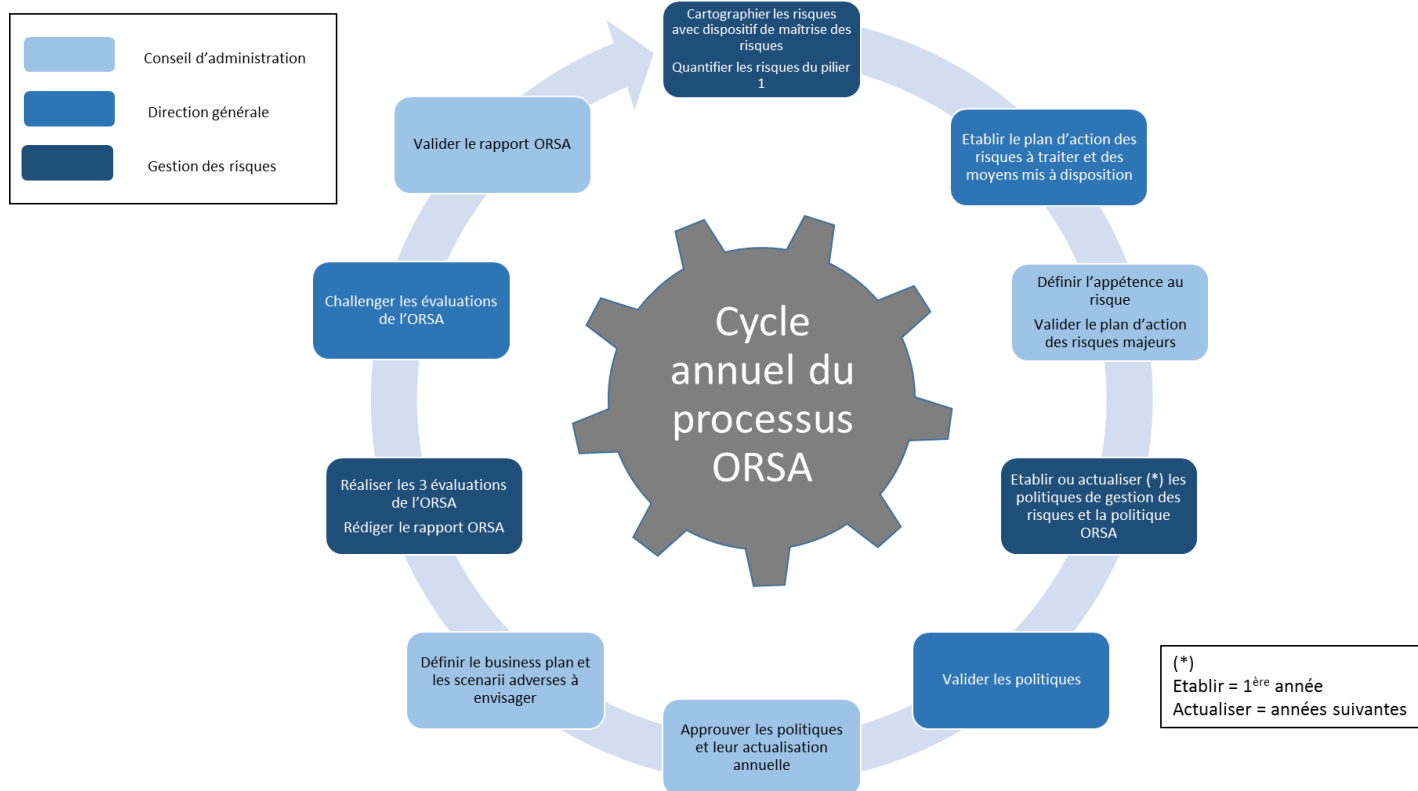 Conseil d’administration
Direction générale
Gestion des risques
Cartographier les risques
avec dispositif de maîtrise des
risques
Quantifier les risques du pilier
1
Etablir le plan d’action des
risques à traiter et des
moyens mis à disposition
Définir l’appétence au
risque
Valider le plan d’action
des risques majeurs
Etablir ou actualiser (*) les
politiques de gestion des
risques et la politique
ORSA
Valider les politiques
Approuver les politiques
et leur actualisation
annuelle
Définir le business plan et
les scenarii adverses à
envisager
Réaliser les 3 évaluations
de l’ORSA
Rédiger le rapport ORSA
Challenger les évaluations
de l’ORSA
Valider le rapport ORSA
Cycle
annuel du
processus
ORSA
(*)
Etablir = 1ère année
Actualiser = années suivantes